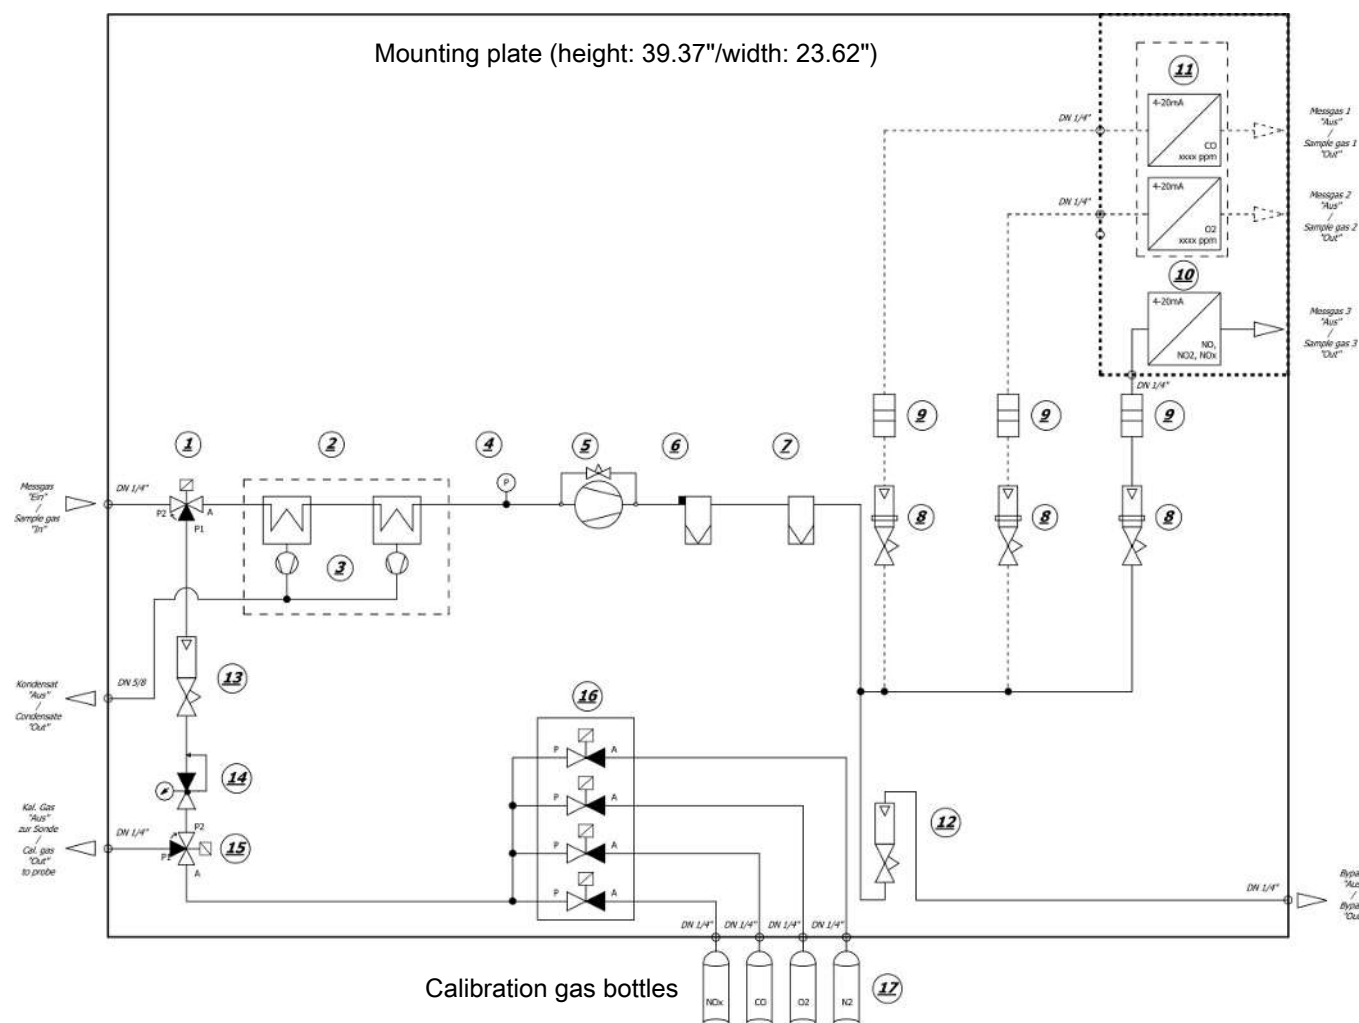 Mounting plate (height: 39.37"/width: 23.62")
11
4-20mA
CO
xxxx ppm
DN 1/4"
Messgas 1
"Aus"
/
Sample gas 1
"Out"
4-20mA
O2
xxxx ppm
DN 1/4"
Messgas 2
"Aus"
/
Sample gas 2
"Out"
10
4-20mA
NO,
NO2, NOx
Messgas 3
"Aus"
/
Sample gas 3
"Out"
DN 1/4"
9
9
9
1
2
4
5
6
7
Messgas
"Ein"
/
Sample gas
"In"
DN 1/4"
P2
A
P1
P
8
8
8
3
13
Kondensat
"Aus"
/
Condensate
"Out"
DN 5/8
16
P
A
14
P
A
Kal. Gas
"Aus"
zur Sonde
/
Cal. gas
"Out"
to probe
DN 1/4"
P2
P1
A
15
P
A
12
P
A
DN 1/4"
Bypa
"Aus
/
Bypa
"Out
DN 1/4"
DN 1/4"
DN 1/4"
DN 1/4"
Calibration gas bottles
NOx
CO
O2
N2
17